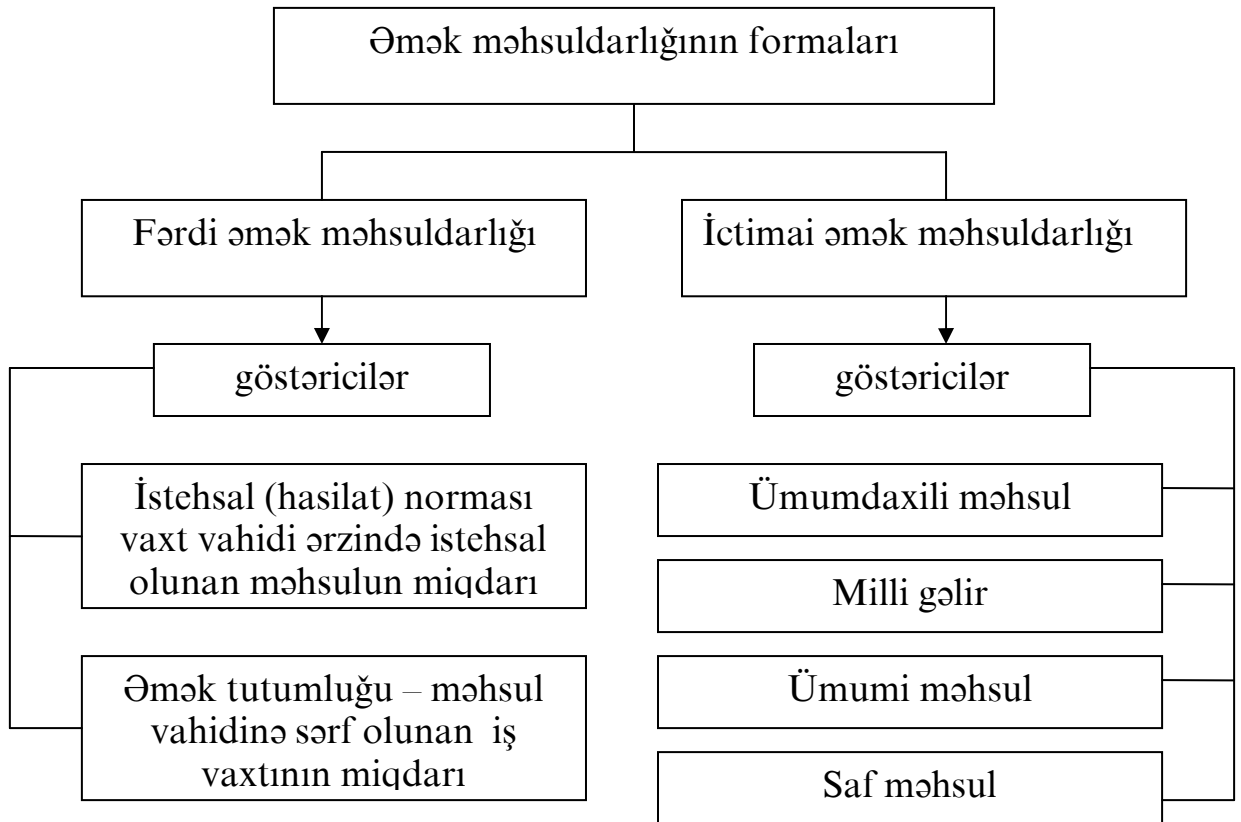 Əmək məhsuldarlığının formaları
Fərdi əmək məhsuldarlığı
İctimai əmək məhsuldarlığı
göstəricilər
göstəricilər
İstehsal (hasilat) norması
vaxt vahidi ərzində istehsal
olunan məhsulun miqdarı
Əmək tutumluğu – məhsul
vahidinə sərf olunan iş
vaxtının miqdarı
Ümumdaxili məhsul
Milli gəlir
Ümumi məhsul
Saf məhsul